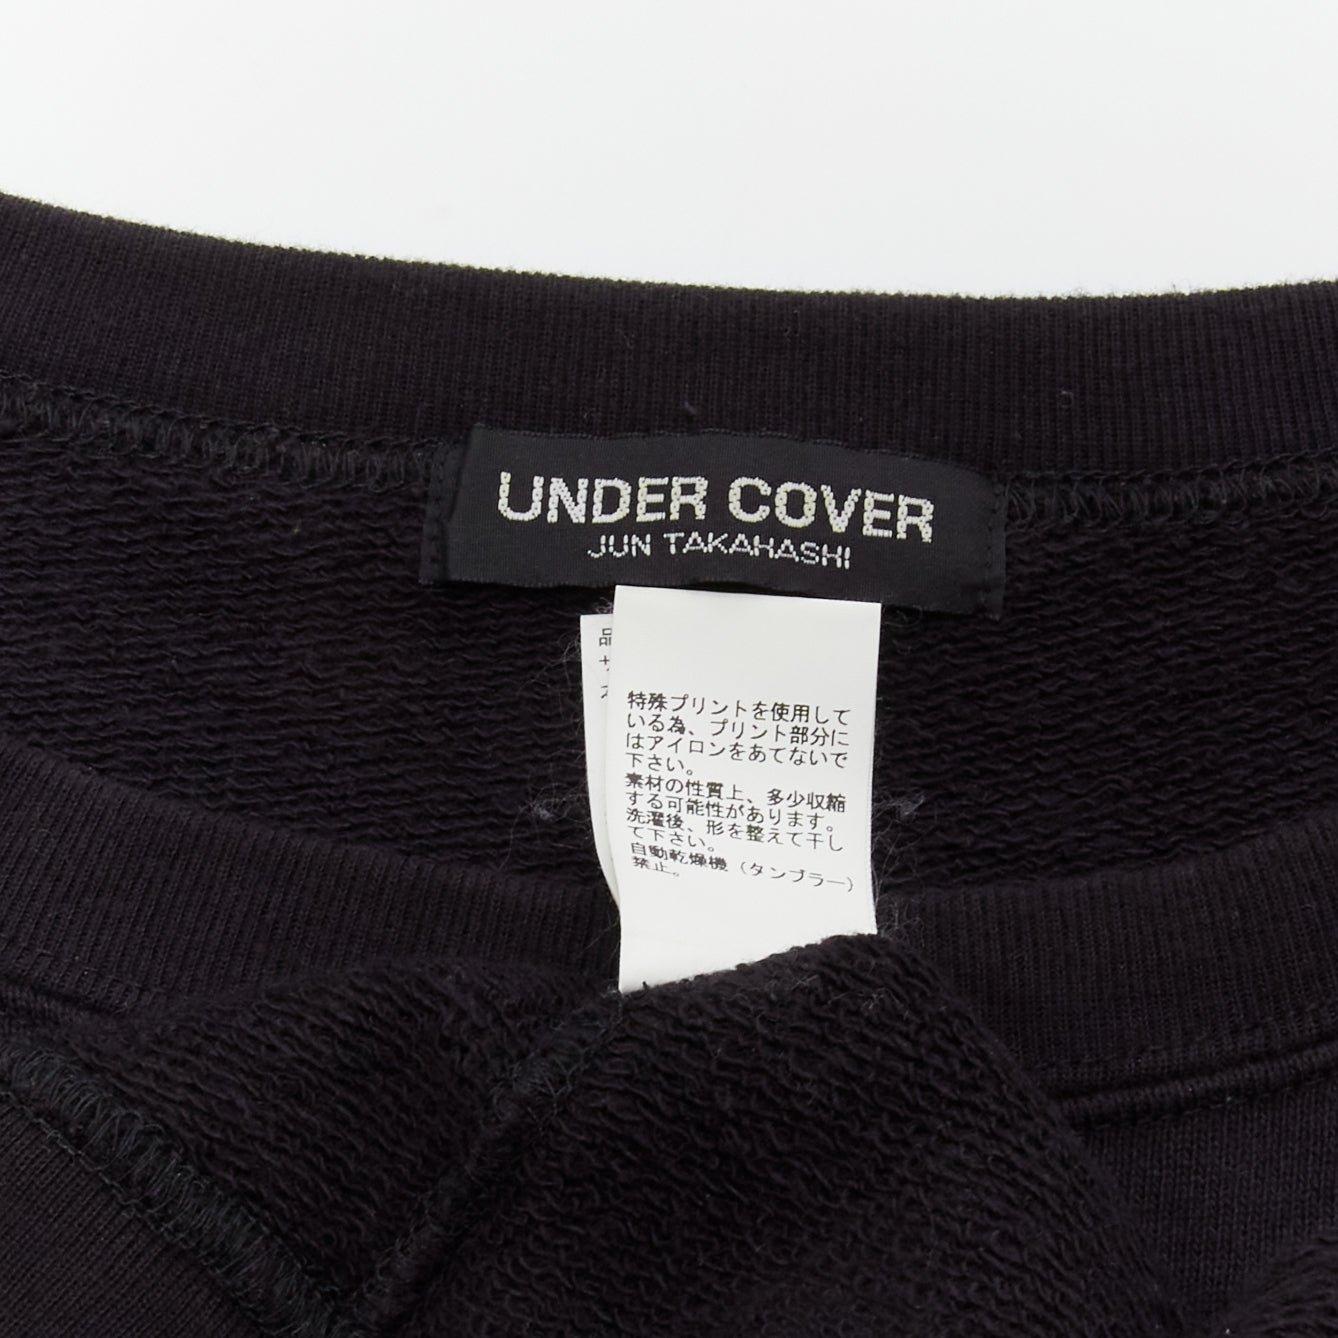 UNDER COVER
JUN TAKAHASHI
品
サ
特殊プリントを使用して
いる為、プリント部分に
はアイロンをあてないで
下さい。
素材の性質上、多少収縮
する可能性があります。
洗濯後、形を整えて干し
て下さい。
自動乾燥機（タンブラー）
禁止。